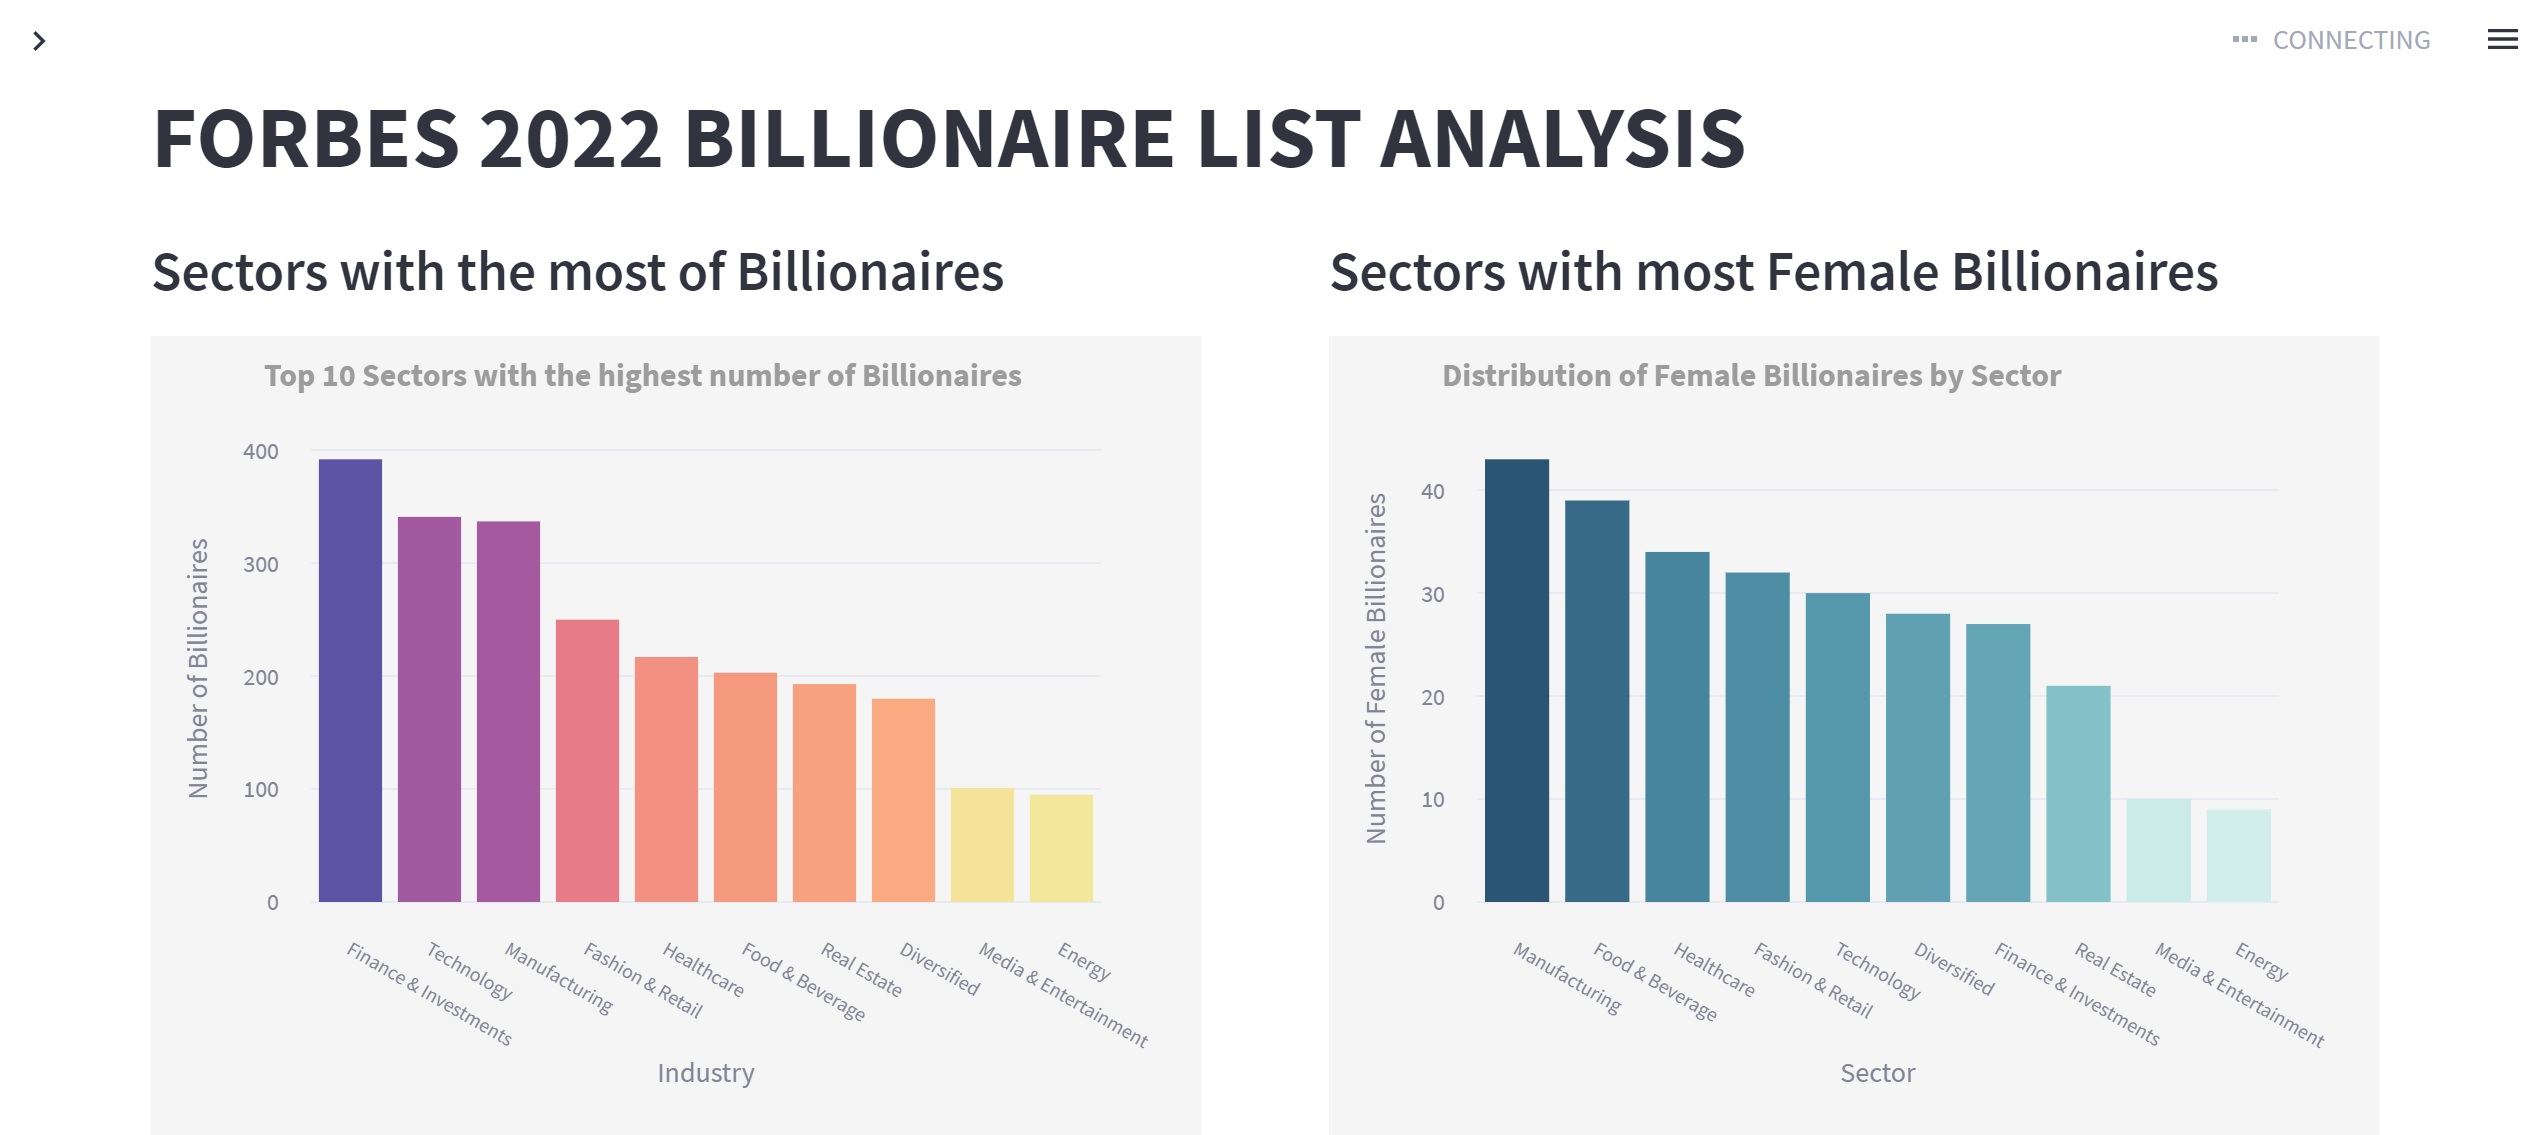 CONNECTING
FORBES 2022 BILLIONAIRE LIST ANALYSIS
Sectors with the most of Billionaires
Top 10 Sectors with the highest number of Billionaires
Number of Billionaires
400
300
200
100
0
Finance & Investments
Technology
Manufacturing
Fashion & Retail
Healthcare
Food & Beverage
Real Estate
Diversified
Media & Entertainment
Energy
Industry
Sectors with most Female Billionaires
Distribution of Female Billionaires by Sector
Number of Female Billionaires
40
30
20
10
0
Manufacturing
Food & Beverage
Healthcare
Fashion & Retail
Technology
Diversified
Finance & Investments
Real Estate
Media & Entertainment
Energy
Sector